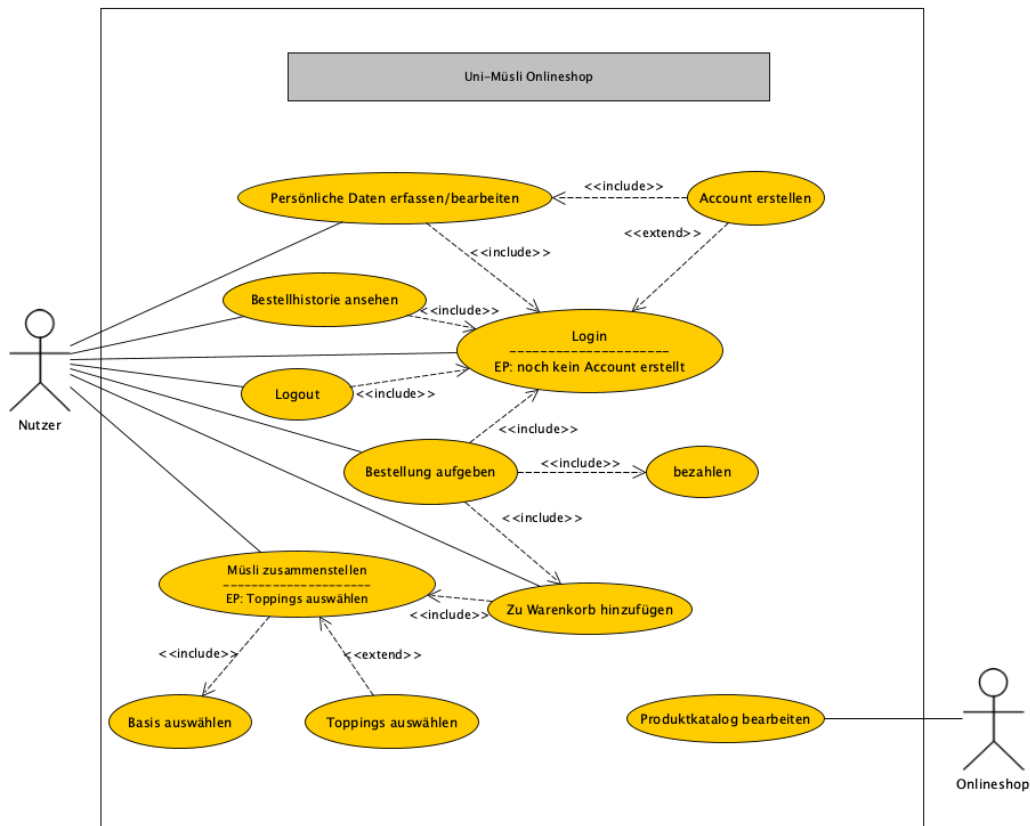 Uni-Müsli Onlineshop
<<include>>
Persönliche Daten erfassen/bearbeiten
Account erstellen
<<extend>>
<<include>>
Bestellhistorie ansehen
<<include>>
Login
EP: noch kein Account erstellt
Logout
<<include>>
Nutzer
<<include>>
Bestellung aufgeben
<<include>>
bezahlen
<<include>>
Müsli zusammenstellen
EP: Toppings auswählen
Zu Warenkorb hinzufügen
<<include>>
<<include>>
<<extend>>
Basis auswählen
Toppings auswählen
Produktkatalog bearbeiten
Onlineshop